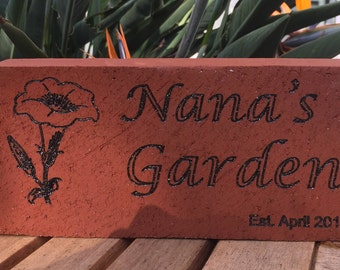 Nana's
Garden
Est. April 201